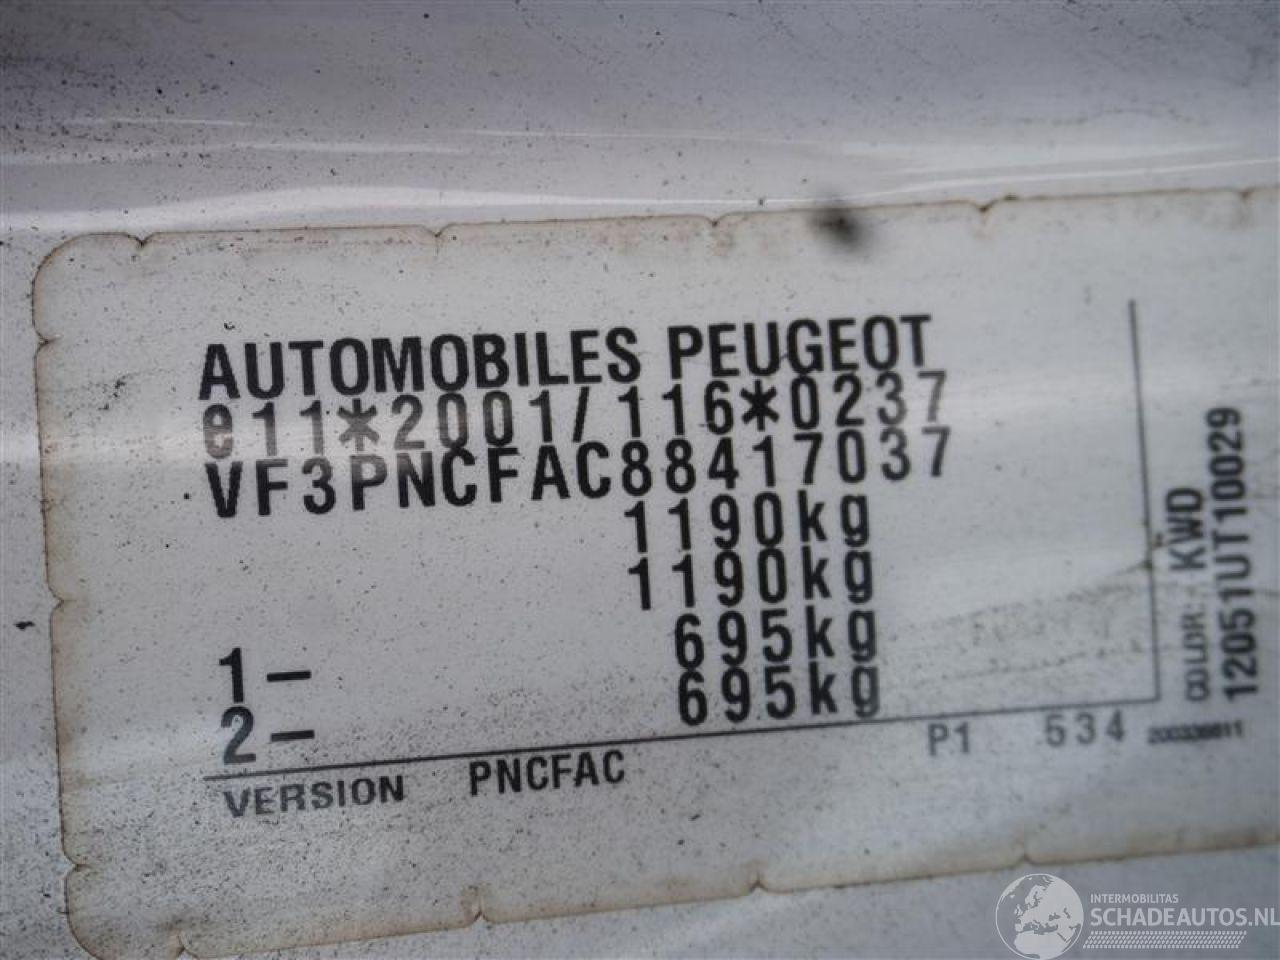 AUTOMOBILES PEUGEOT
e11*2001/116*0237
VF3PNCFAC88417037
1190kg
1190kg
1- 695kg
2- 695kg
VERSION PNCFAC P1 534
COLOR: KWD
12051UT10029
INTERMOBILITAS
SCHADEAUTOS.NL